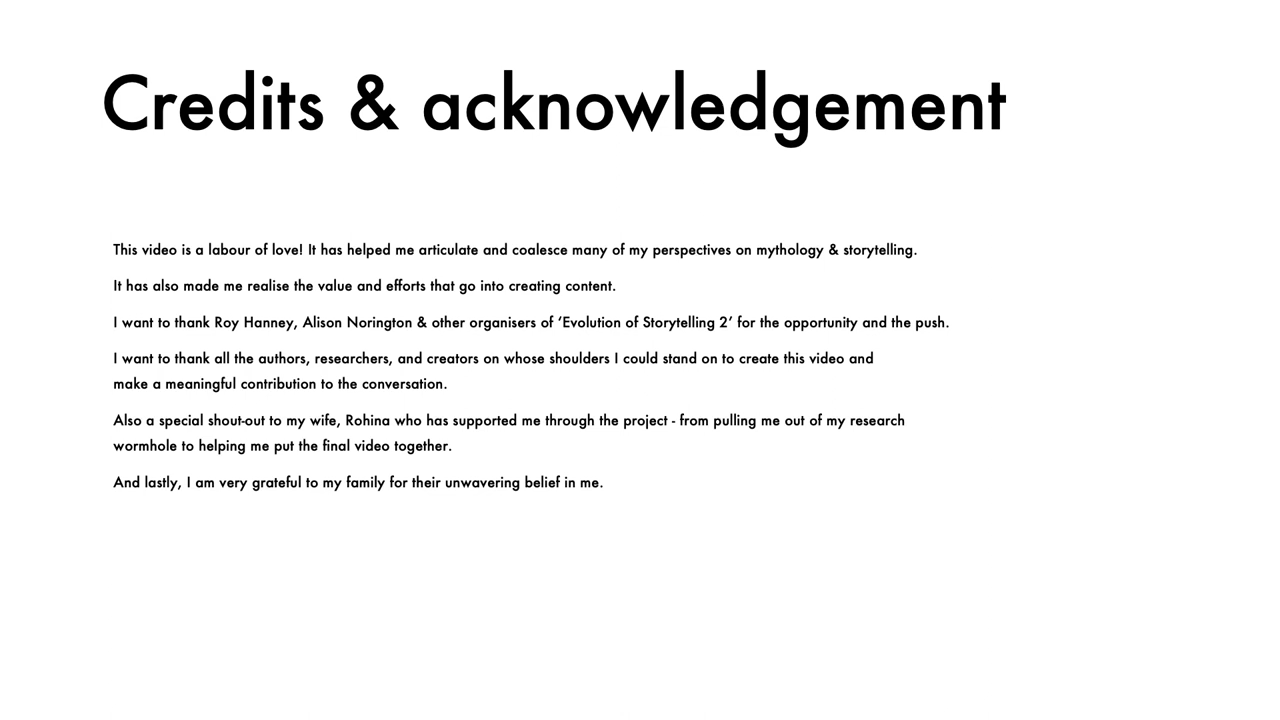 Credits & acknowledgement
This video is a labour of love! It has helped me articulate and coalesce many of my perspectives on mythology & storytelling.
It has also made me realise the value and efforts that go into creating content.
I want to thank Roy Hanney, Alison Norington & other organisers of ‘Evolution of Storytelling 2’ for the opportunity and the push.
I want to thank all the authors, researchers, and creators on whose shoulders I could stand on to create this video and
make a meaningful contribution to the conversation.
Also a special shout-out to my wife, Rohina who has supported me through the project - from pulling me out of my research
wormhole to helping me put the final video together.
And lastly, I am very grateful to my family for their unwavering belief in me.